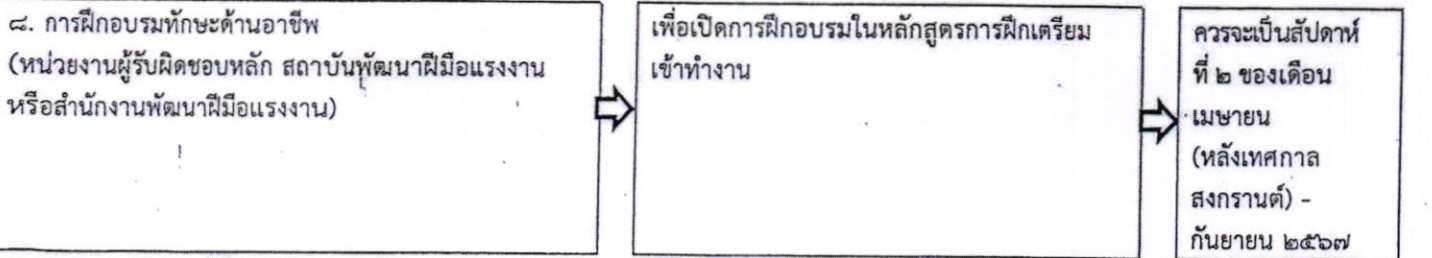 ๘. การฝึกอบรมทักษะด้านอาชีพ
(หน่วยงานผู้รับผิดชอบหลัก สถาบันพัฒนาฝีมือแรงงาน
หรือสำนักงานพัฒนาฝีมือแรงงาน)
เพื่อเปิดการฝึกอบรมในหลักสูตรการฝึกเตรียม
เข้าทำงาน
ควรจะเป็นสัปดาห์
ที่ ๒ ของเดือน
เมษายน
(หลังเทศกาล
สงกรานต์) -
กันยายน ๒๕๖๗